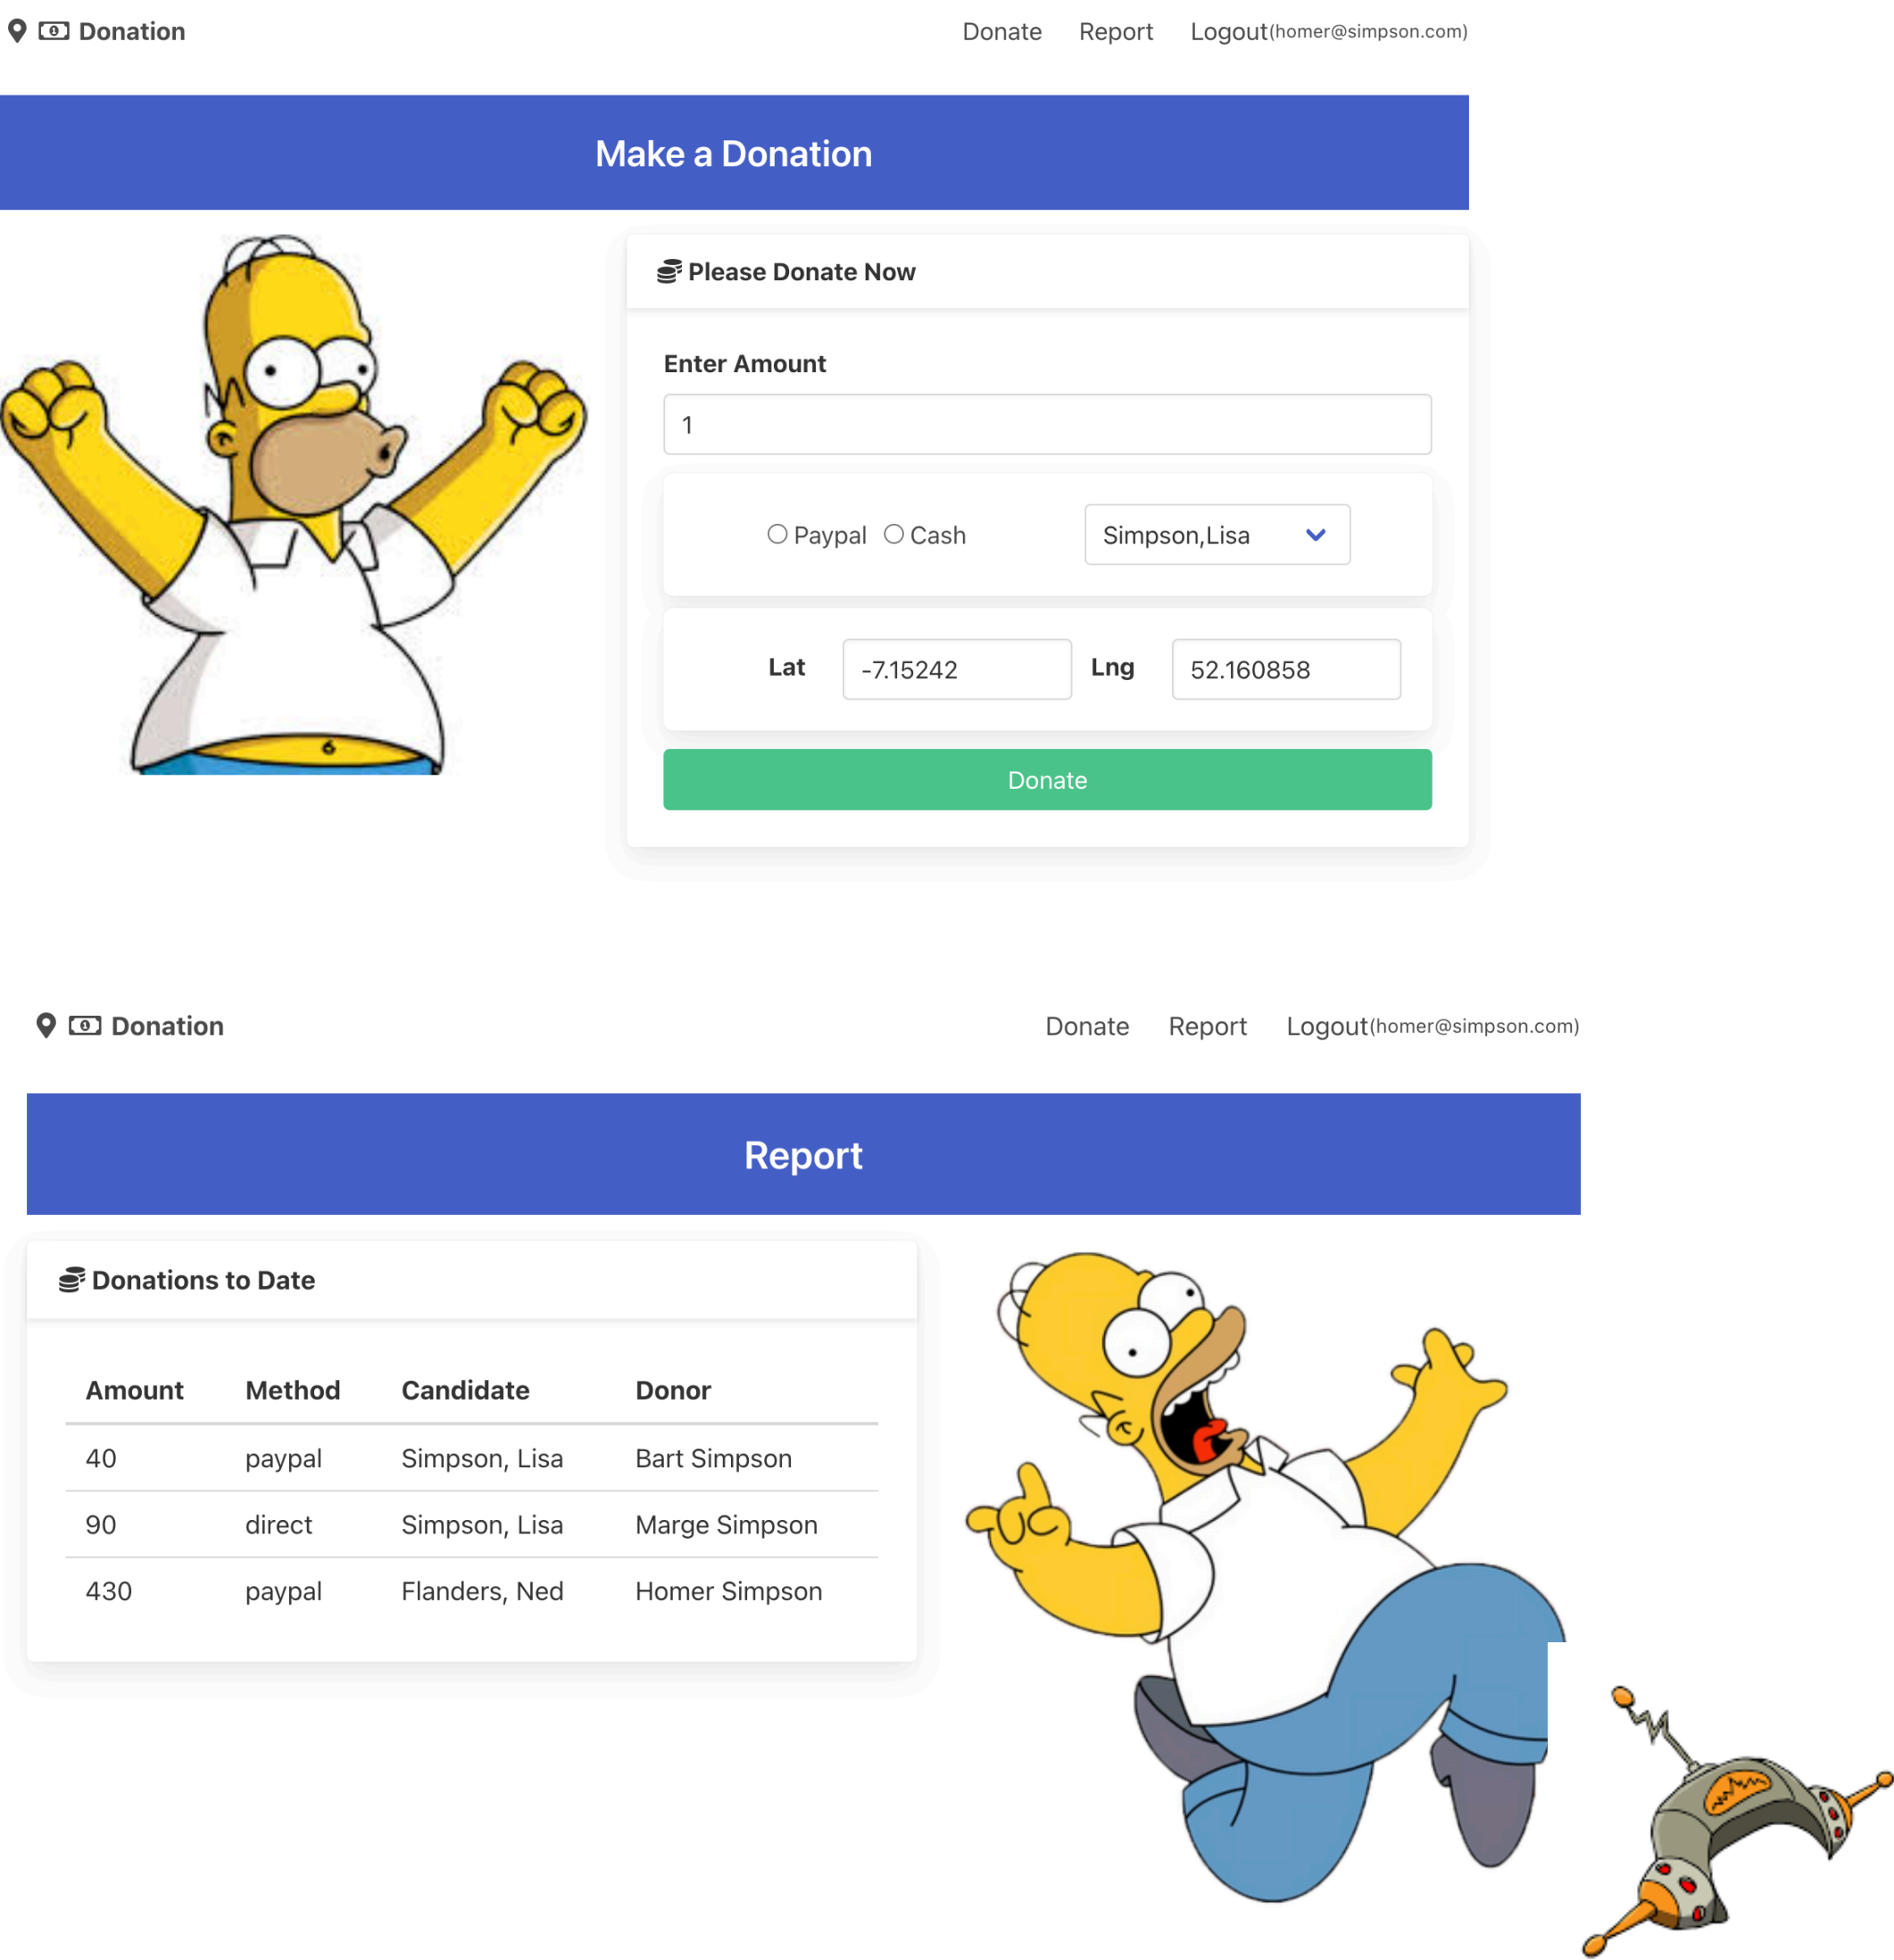 Donation Donate Report Logout(homer@simpson.com)
Make a Donation
Please Donate Now
Enter Amount
1
Paypal Cash Simpson,Lisa
Lat -7.15242 Lng 52.160858
Donate
Donation Donate Report Logout(homer@simpson.com)
Report
Donations to Date
Amount Method Candidate Donor
40 paypal Simpson, Lisa Bart Simpson
90 direct Simpson, Lisa Marge Simpson
430 paypal Flanders, Ned Homer Simpson